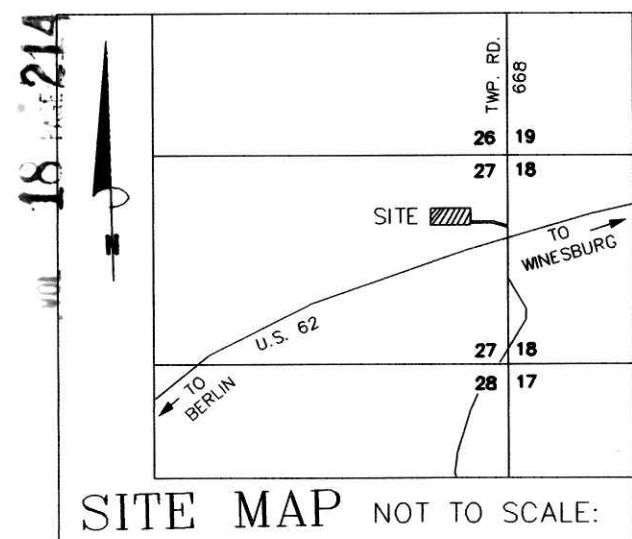 VOL 18 PAGE 214
TWP. RD.
668
26 19
27 18
SITE
TO
WINESBURG
U.S. 62
27 18
28 17
TO
BERLIN
N
SITE MAP NOT TO SCALE: